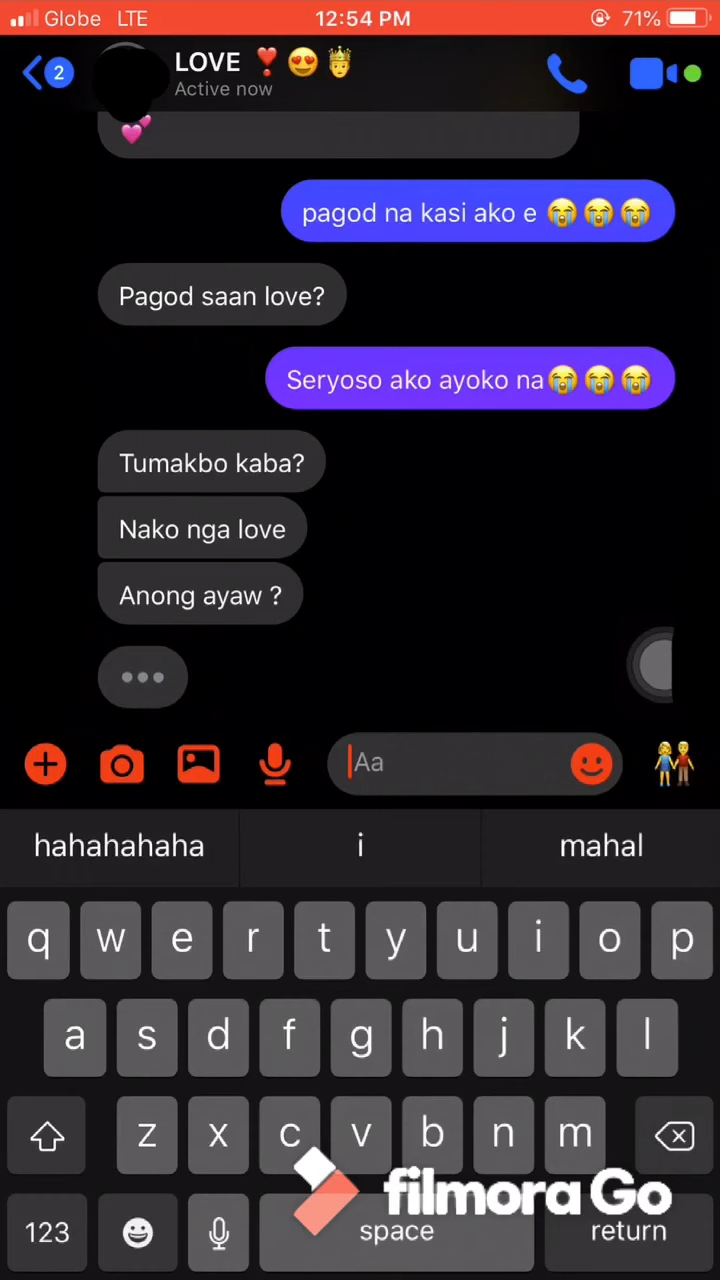 Globe LTE 12:54 PM 71%
2
LOVE ❣️😍🤴
Active now
💕
pagod na kasi ako e 😭😭😭
Pagod saan love?
Seryoso ako ayoko na😭😭😭
Tumakbo kaba?
Nako nga love
Anong ayaw ?
Aa
hahahahaha i mahal
q w e r t y u i o p
a s d f g h j k l
z x c v b n m
filmora Go
123 space return